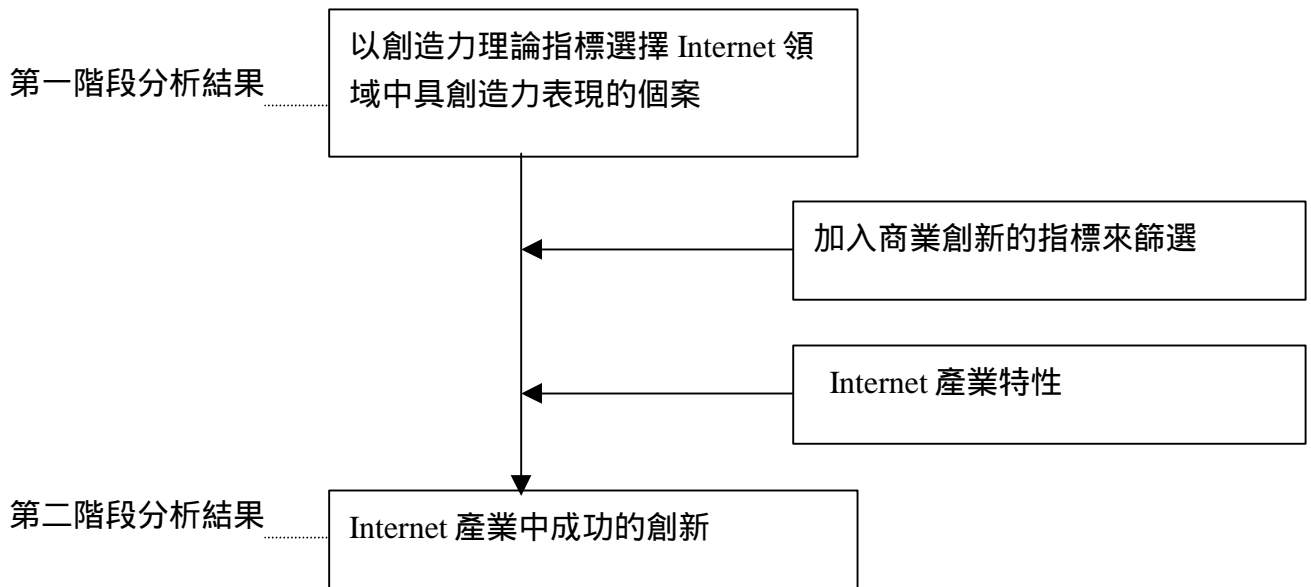 以創造力理論指標選擇 Internet 領
域中具創造力表現的個案
第一階段分析結果
加入商業創新的指標來篩選
Internet 產業特性
第二階段分析結果
Internet 產業中成功的創新